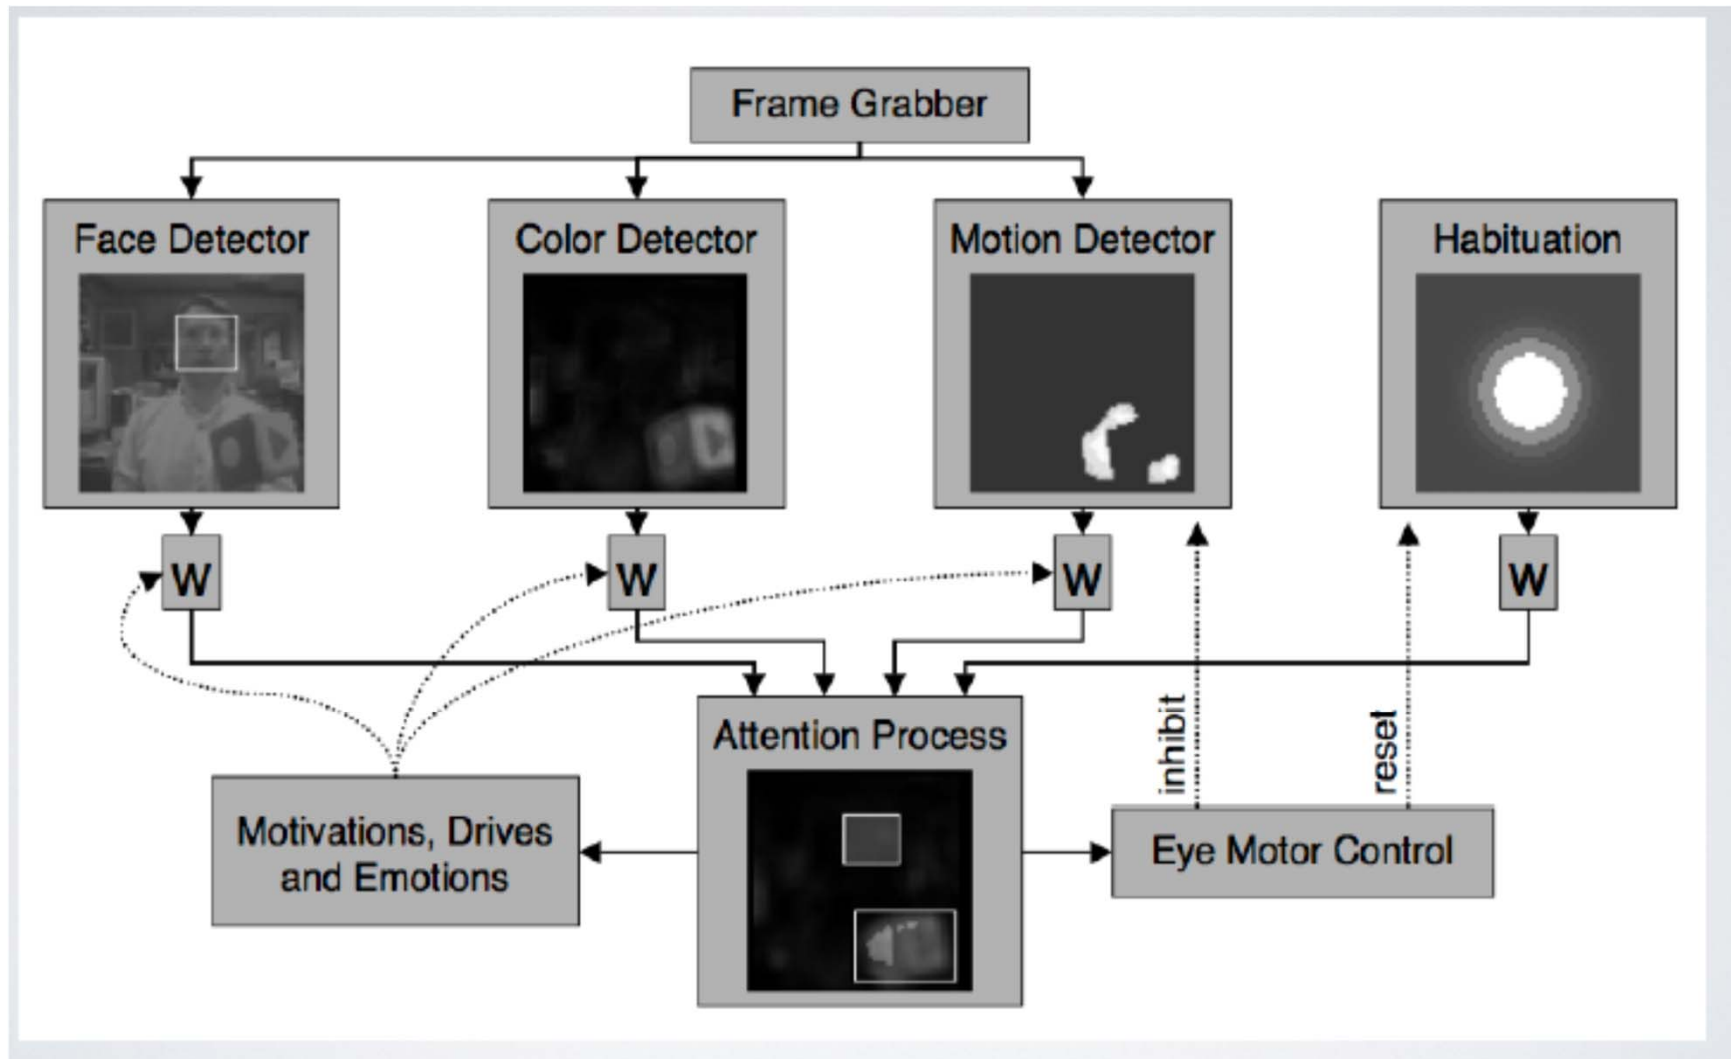 Frame Grabber
Face Detector
Color Detector
Motion Detector
Habituation
W
W
W
W
inhibit
reset
Attention Process
Motivations, Drives
and Emotions
Eye Motor Control